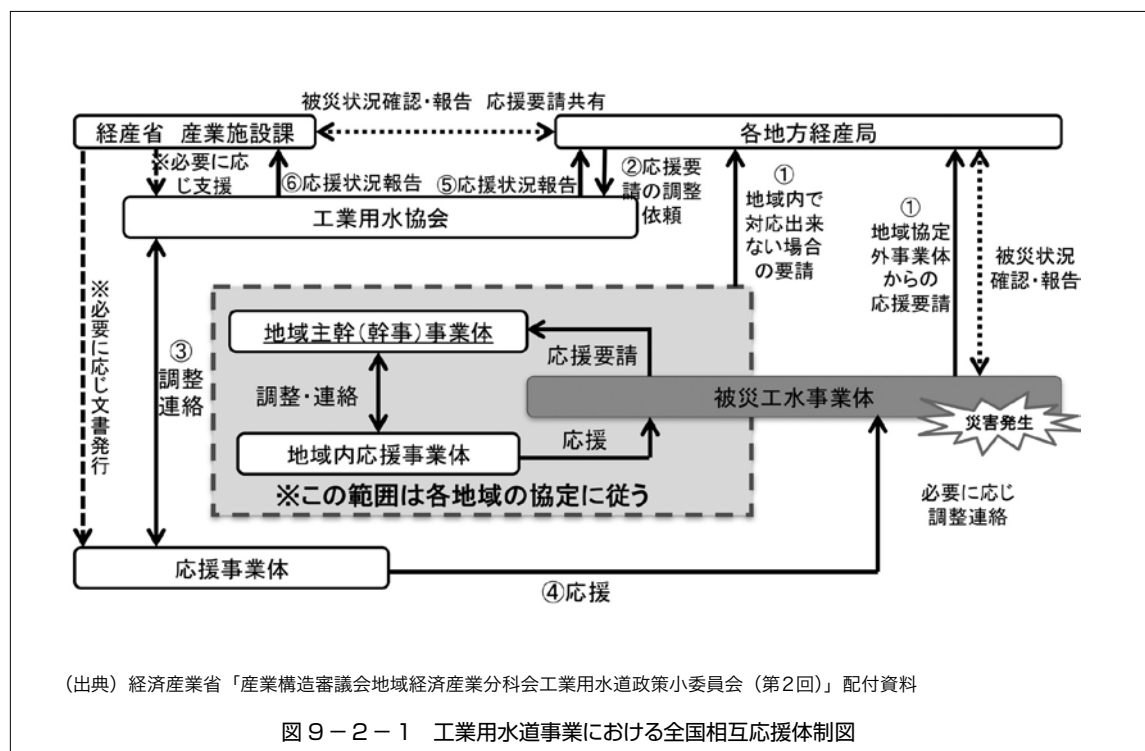 被災状況確認・報告 応援要請共有
経産省 産業施設課
各地方経産局
※必要に応
じ支援
⑥応援状況報告
⑤応援状況報告
②応援要
請の調整
依頼
①
地域内で
対応出来
ない場合
の要請
①
地域協定
外事業体
からの
応援要請
被災状況
確認・報告
工業用水協会
※必要に応じ文書発行
③
調整
連絡
地域主幹(幹事)事業体
応援要請
調整・連絡
被災工水事業体
災害発生
地域内応援事業体
応援
※この範囲は各地域の協定に従う
必要に応じ
調整連絡
応援事業体
④応援
(出典)経済産業省「産業構造審議会地域経済産業分科会工業用水道政策小委員会(第2回)」配付資料
図9-2-1 工業用水道事業における全国相互応援体制図